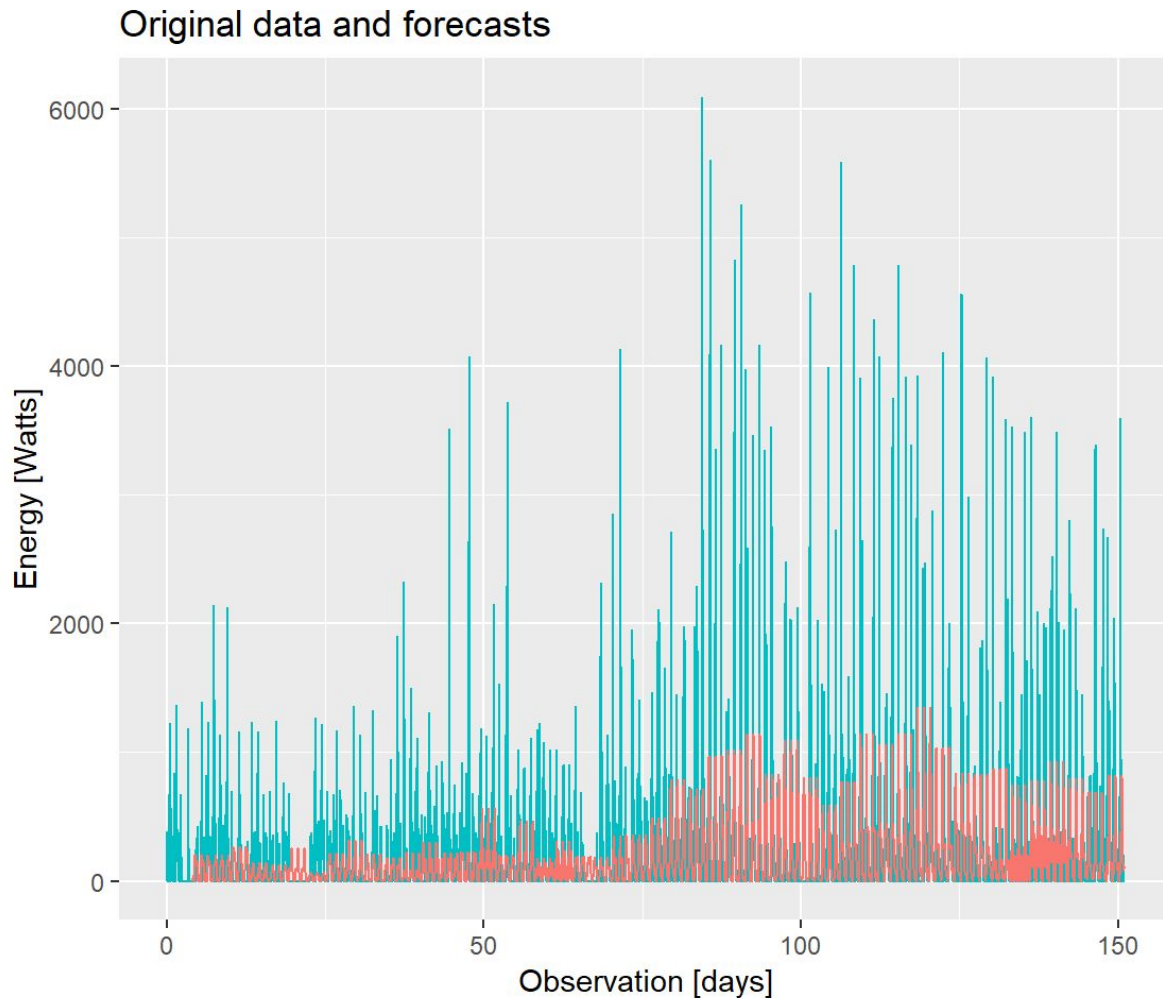 Original data and forecasts
6000
4000
2000
0
Energy [Watts]
0 50 100 150
Observation [days]